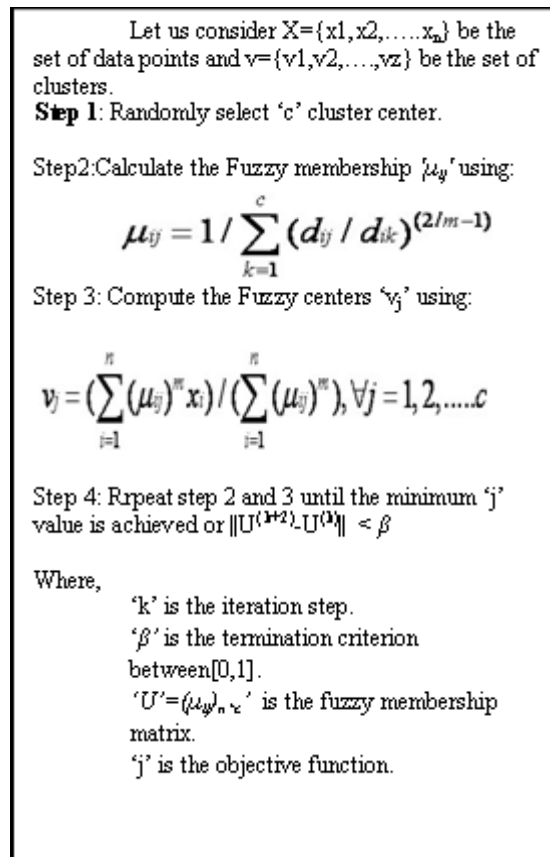 Let us consider X={x1,x2,.....xn} be the
set of data points and v={v1,v2,....,vz} be the set of
clusters.
Step 1: Randomly select ‘c’ cluster center.
Step2:Calculate the Fuzzy membership 'μij' using:
μij = 1 / ∑(k=1 to c) (dij / dik)^(2/m−1)
Step 3: Compute the Fuzzy centers ‘vj’ using:
vj = (∑(i=1 to n) (μij)^m xi) / (∑(i=1 to n) (μij)^m), ∀j = 1, 2, .....c
Step 4: Rrpeat step 2 and 3 until the minimum ‘j’
value is achieved or ||U^(k+2)-U^(k)|| < β
Where,
‘k’ is the iteration step.
‘β’ is the termination criterion
between[0,1].
‘U’=(μij)n*c’ is the fuzzy membership
matrix.
‘j’ is the objective function.